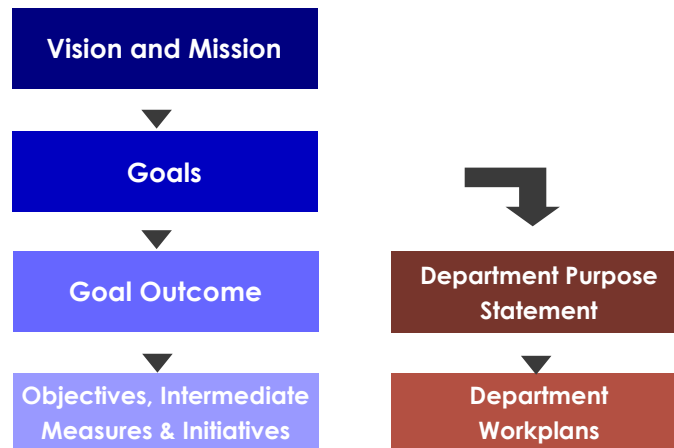 Vision and Mission
Goals
Goal Outcome
Objectives, Intermediate
Measures & Initiatives
Department Purpose
Statement
Department
Workplans